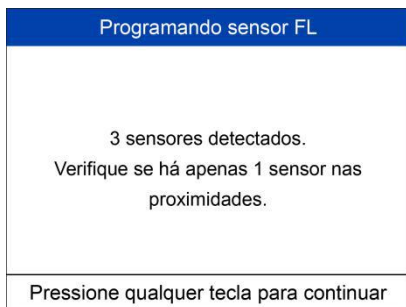 Programando sensor FL
3 sensores detectados.
Verifique se há apenas 1 sensor nas
proximidades.
Pressione qualquer tecla para continuar